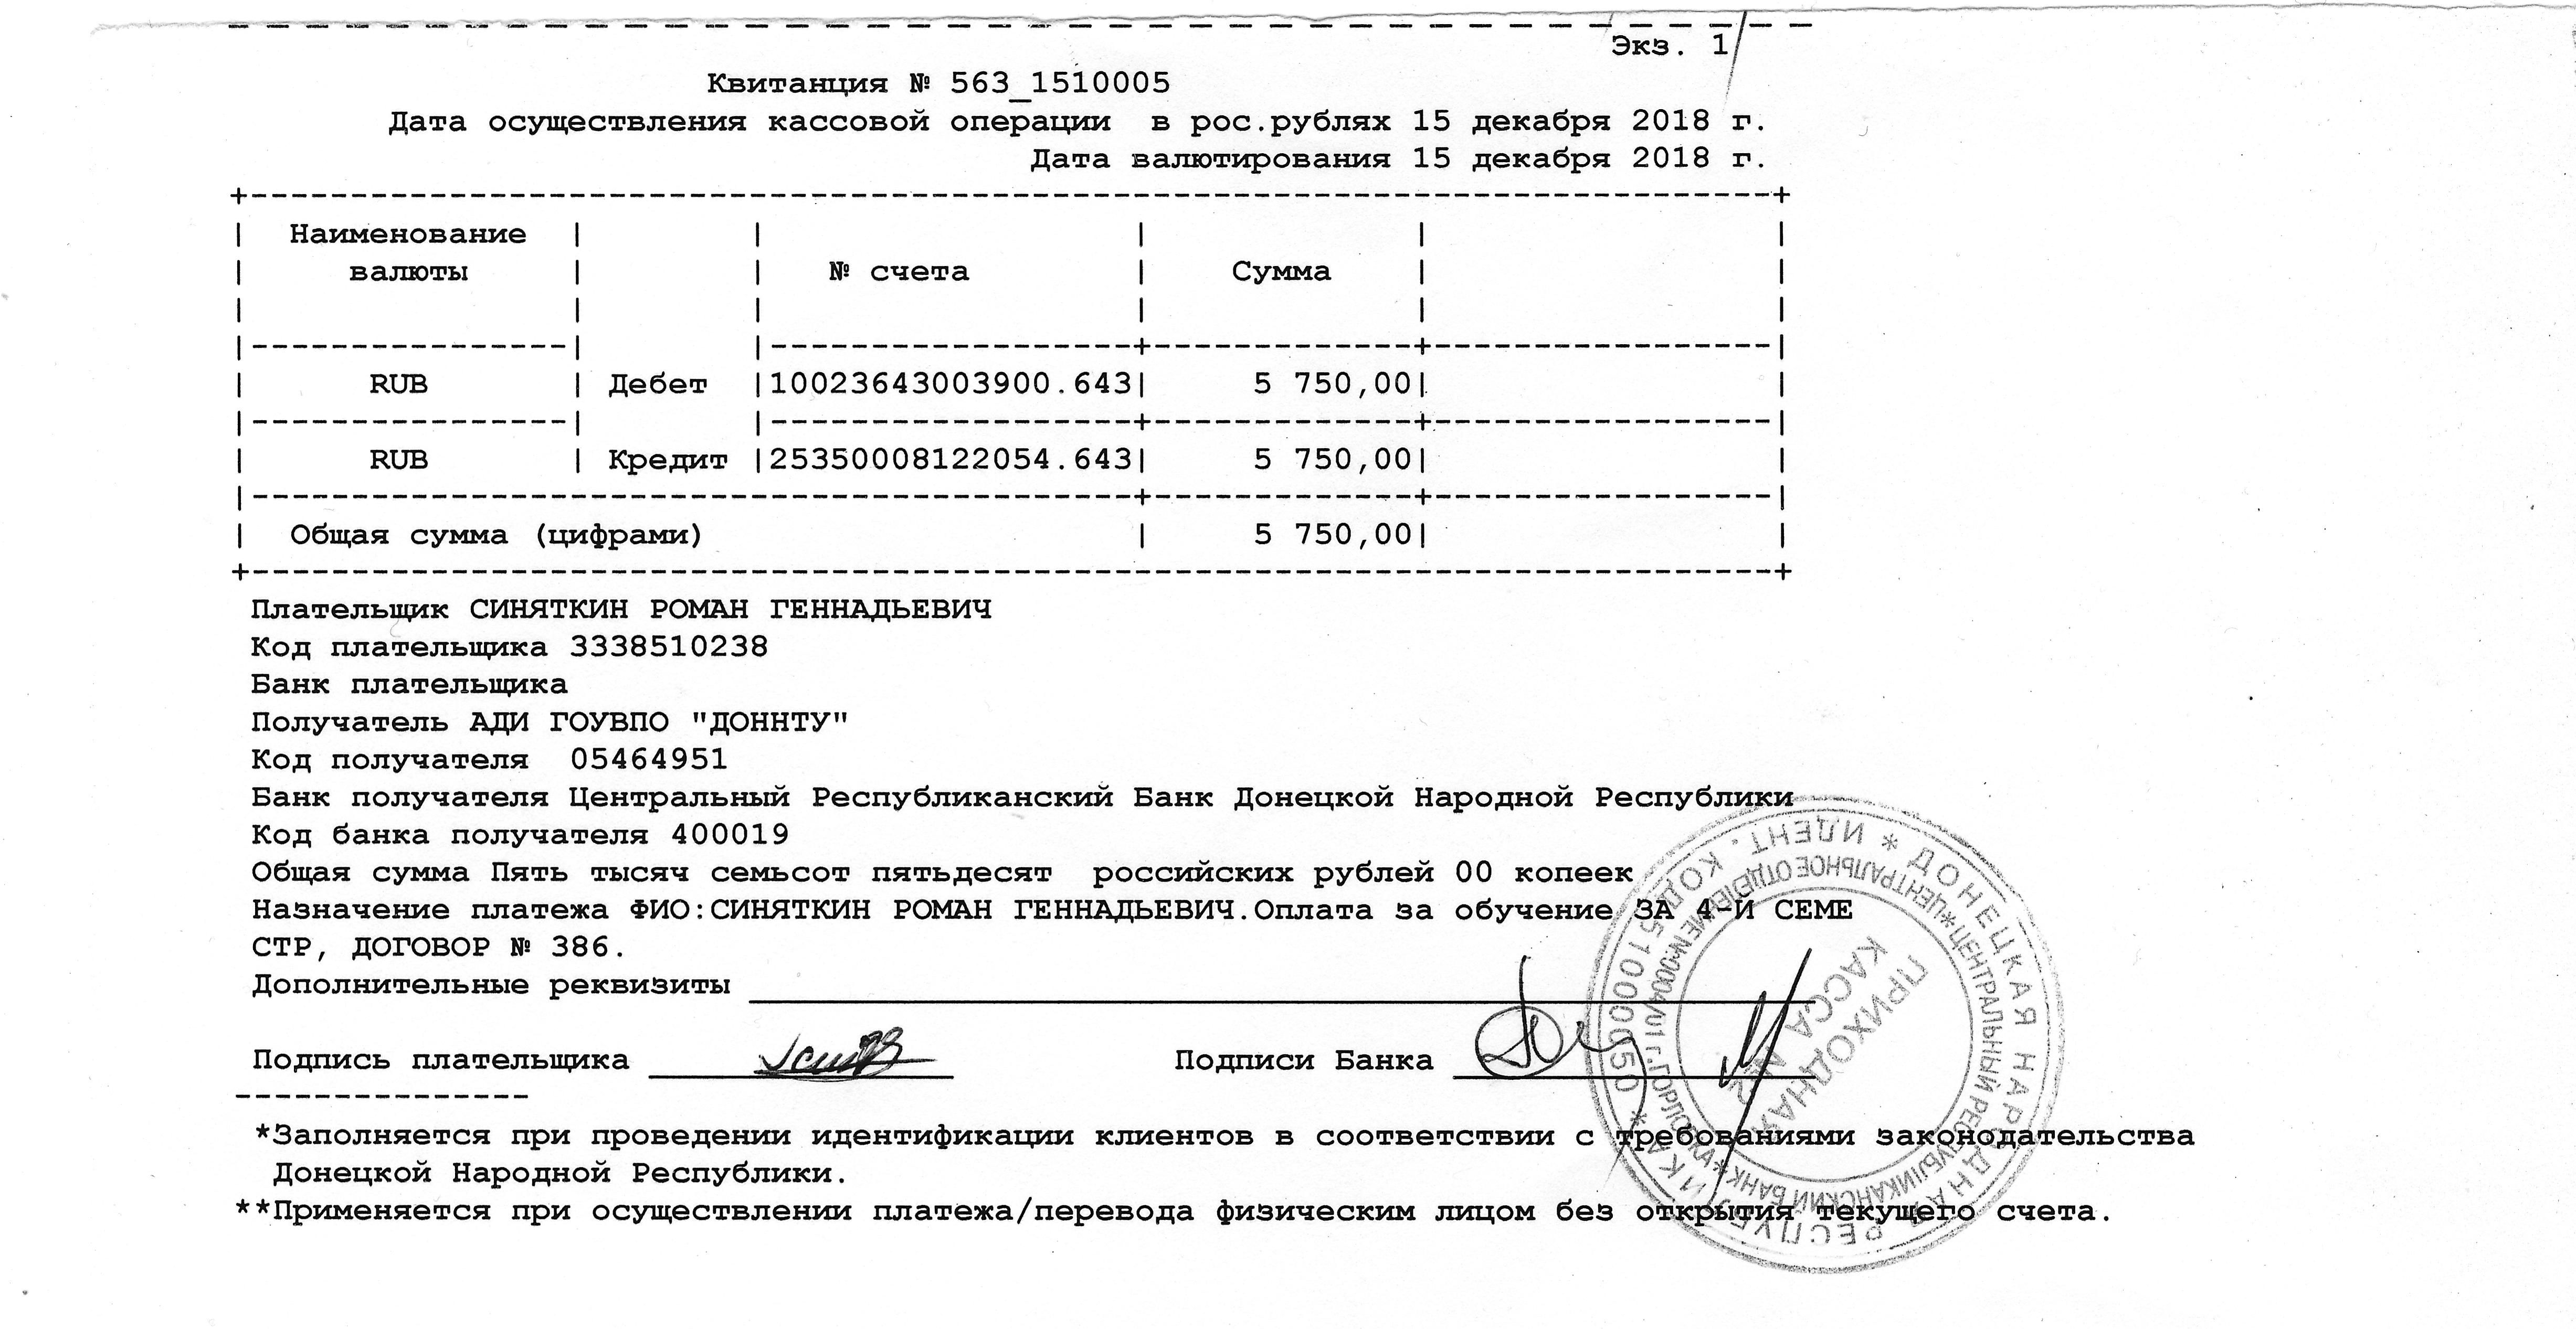 Экз. 1
Квитанция № 563_1510005
Дата осуществления кассовой операции в рос.рублях 15 декабря 2018 г.
Дата валютирования 15 декабря 2018 г.
Наименование
валюты № счета Сумма
RUB Дебет 10023643003900.643 5 750,00
RUB Кредит 25350008122054.643 5 750,00
Общая сумма (цифрами) 5 750,00
Плательщик СИНЯТКИН РОМАН ГЕННАДЬЕВИЧ
Код плательщика 3338510238
Банк плательщика
Получатель АДИ ГОУВПО "ДОННТУ"
Код получателя 05464951
Банк получателя Центральный Республиканский Банк Донецкой Народной Республики
Код банка получателя 400019
Общая сумма Пять тысяч семьсот пятьдесят российских рублей 00 копеек
Назначение платежа ФИО:СИНЯТКИН РОМАН ГЕННАДЬЕВИЧ.Оплата за обучение ЗА 4-Й СЕМЕ
СТР, ДОГОВОР № 386.
Дополнительные реквизиты
Подпись плательщика Подписи Банка
*Заполняется при проведении идентификации клиентов в соответствии с требованиями законодательства
Донецкой Народной Республики.
**Применяется при осуществлении платежа/перевода физическим лицом без открытия текущего счета.
ДОНЕЦКАЯ НАРОДНАЯ РЕСПУБЛИКА * ИДЕНТ. КОД 51000050 *
ЦЕНТРАЛЬНЫЙ РЕСПУБЛИКАНСКИЙ БАНК * ЦЕНТРАЛЬНОЕ ОТДЕЛЕНИЕ г.ГОРЛОВКА
ПРИХОДНАЯ
КАССА №2